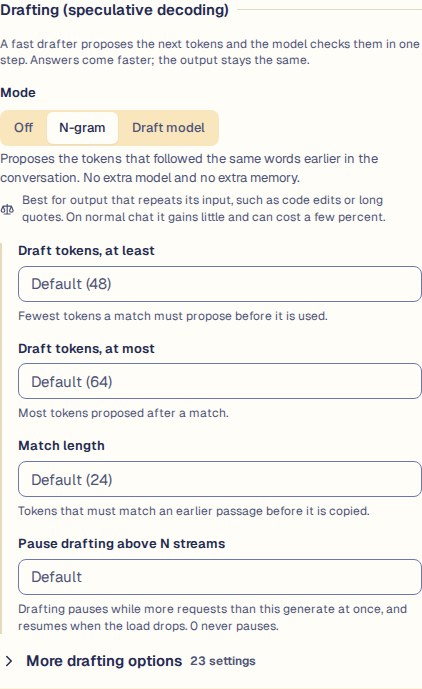 Drafting (speculative decoding)
A fast drafter proposes the next tokens and the model checks them in one
step. Answers come faster; the output stays the same.
Mode
Off N-gram Draft model
Proposes the tokens that followed the same words earlier in the
conversation. No extra model and no extra memory.
Best for output that repeats its input, such as code edits or long
quotes. On normal chat it gains little and can cost a few percent.
Draft tokens, at least
Default (48)
Fewest tokens a match must propose before it is used.
Draft tokens, at most
Default (64)
Most tokens proposed after a match.
Match length
Default (24)
Tokens that must match an earlier passage before it is copied.
Pause drafting above N streams
Default
Drafting pauses while more requests than this generate at once, and
resumes when the load drops. 0 never pauses.
More drafting options 23 settings